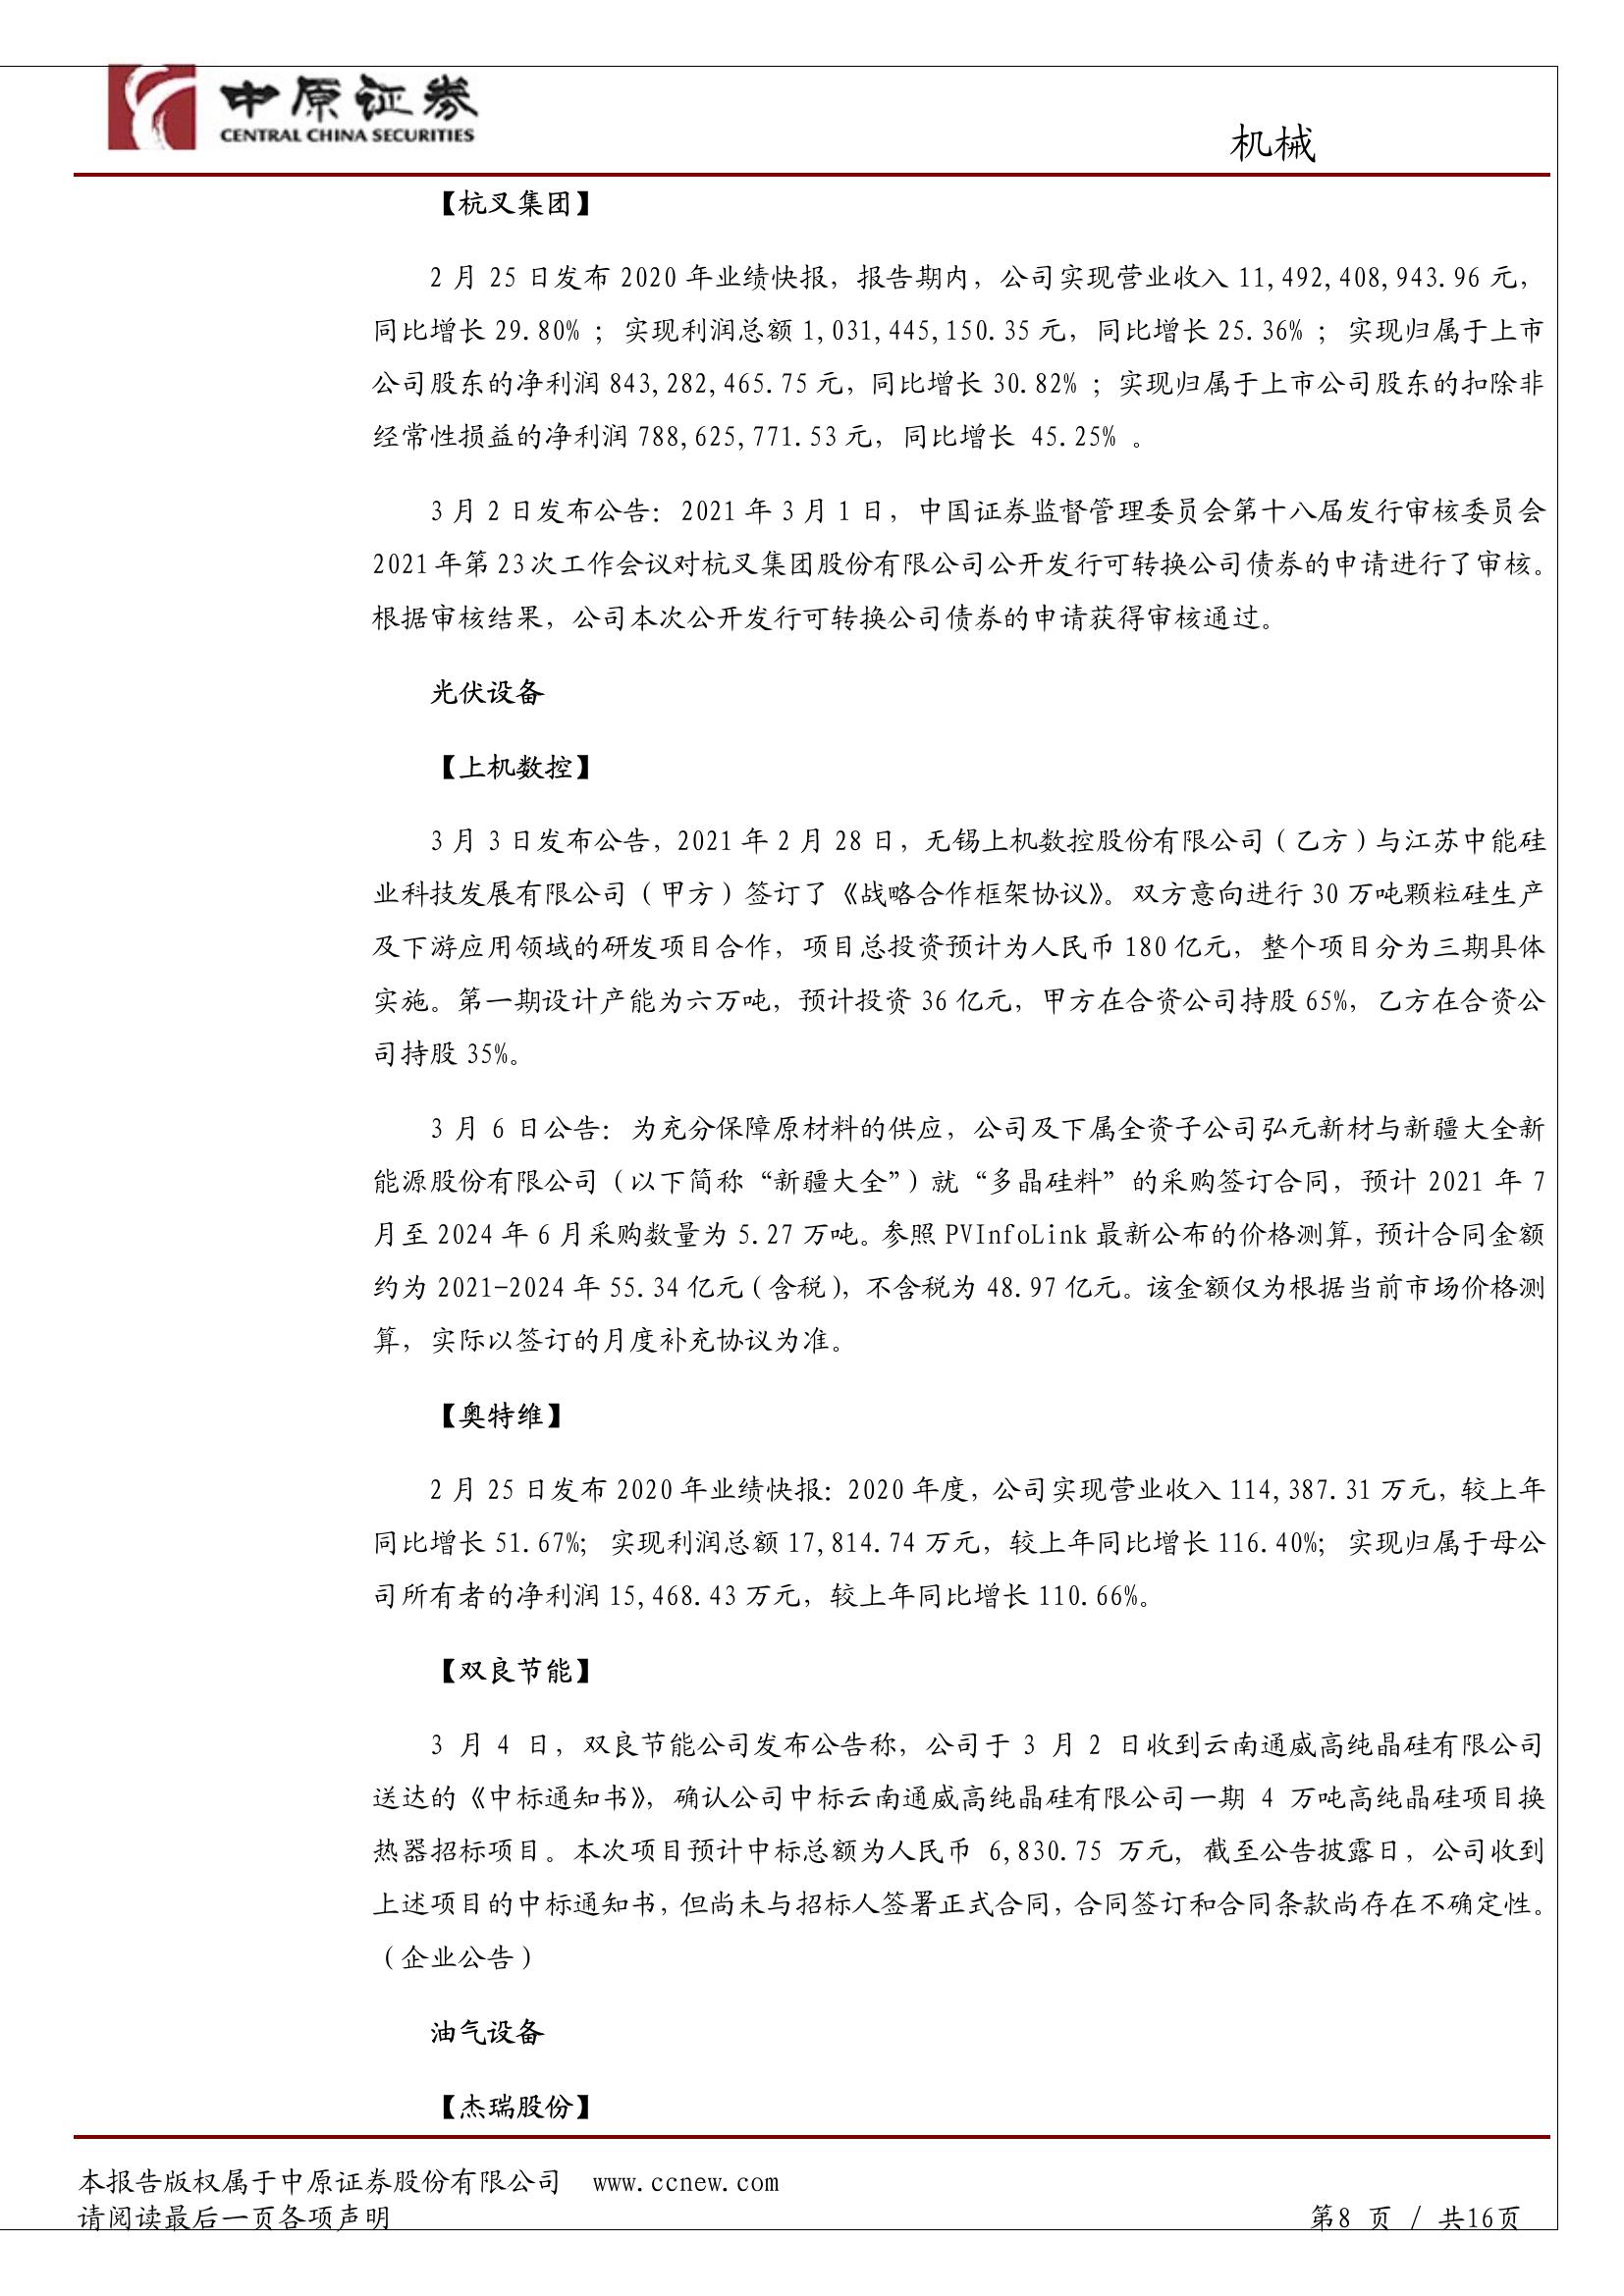 中原证券
CENTRAL CHINA SECURITIES
机械
【杭叉集团】
2 月 25 日发布 2020 年业绩快报，报告期内，公司实现营业收入 11,492,408,943.96 元，
同比增长 29.80% ；实现利润总额 1,031,445,150.35 元，同比增长 25.36% ；实现归属于上市
公司股东的净利润 843,282,465.75 元，同比增长 30.82% ；实现归属于上市公司股东的扣除非
经常性损益的净利润 788,625,771.53 元，同比增长 45.25% 。
3 月 2 日发布公告：2021 年 3 月 1 日，中国证券监督管理委员会第十八届发行审核委员会
2021 年第 23 次工作会议对杭叉集团股份有限公司公开发行可转换公司债券的申请进行了审核。
根据审核结果，公司本次公开发行可转换公司债券的申请获得审核通过。
光伏设备
【上机数控】
3 月 3 日发布公告，2021 年 2 月 28 日，无锡上机数控股份有限公司（乙方）与江苏中能硅
业科技发展有限公司（甲方）签订了《战略合作框架协议》。双方意向进行 30 万吨颗粒硅生产
及下游应用领域的研发项目合作，项目总投资预计为人民币 180 亿元，整个项目分为三期具体
实施。第一期设计产能为六万吨，预计投资 36 亿元，甲方在合资公司持股 65%，乙方在合资公
司持股 35%。
3 月 6 日公告：为充分保障原材料的供应，公司及下属全资子公司弘元新材与新疆大全新
能源股份有限公司（以下简称“新疆大全”）就“多晶硅料”的采购签订合同，预计 2021 年 7
月至 2024 年 6 月采购数量为 5.27 万吨。参照 PVInfoLink 最新公布的价格测算，预计合同金额
约为 2021-2024 年 55.34 亿元（含税），不含税为 48.97 亿元。该金额仅为根据当前市场价格测
算，实际以签订的月度补充协议为准。
【奥特维】
2 月 25 日发布 2020 年业绩快报：2020 年度，公司实现营业收入 114,387.31 万元，较上年
同比增长 51.67%；实现利润总额 17,814.74 万元，较上年同比增长 116.40%；实现归属于母公
司所有者的净利润 15,468.43 万元，较上年同比增长 110.66%。
【双良节能】
3 月 4 日，双良节能公司发布公告称，公司于 3 月 2 日收到云南通威高纯晶硅有限公司
送达的《中标通知书》，确认公司中标云南通威高纯晶硅有限公司一期 4 万吨高纯晶硅项目换
热器招标项目。本次项目预计中标总额为人民币 6,830.75 万元，截至公告披露日，公司收到
上述项目的中标通知书，但尚未与招标人签署正式合同，合同签订和合同条款尚存在不确定性。
（企业公告）
油气设备
【杰瑞股份】
本报告版权属于中原证券股份有限公司 www.ccnew.com
请阅读最后一页各项声明 第8 页 / 共16页